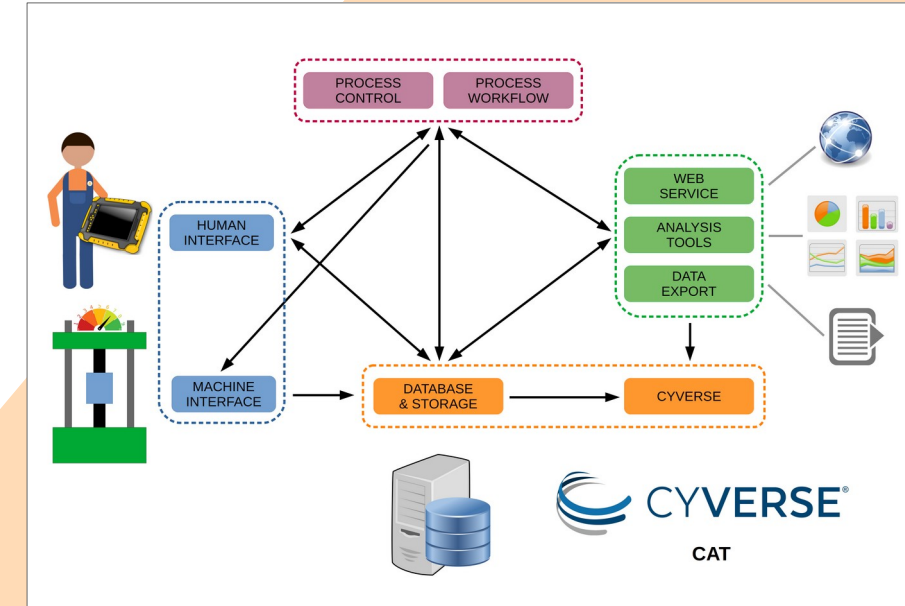 PROCESS
CONTROL
PROCESS
WORKFLOW
HUMAN
INTERFACE
MACHINE
INTERFACE
WEB
SERVICE
ANALYSIS
TOOLS
DATA
EXPORT
DATABASE
& STORAGE
CYVERSE
CYVERSE®
CAT